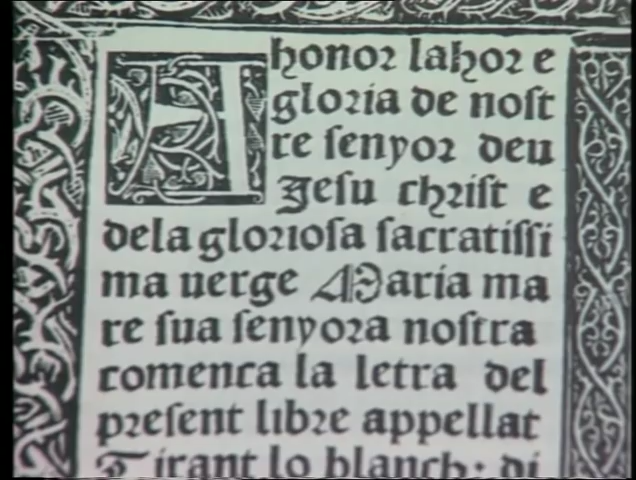 A honor lahor e
gloria de nost
re senyor deu
Jesu christ e
dela gloriosa sacratissi
ma uerge Maria ma
re sua senyora nostra
comenca la letra del
present libre appellat
Tirant lo blanch: di